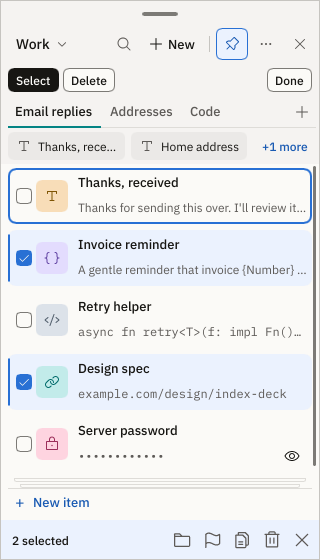 Work
New
Select
Delete
Done
Email replies
Addresses
Code
Thanks, rece...
Home address
+1 more
Thanks, received
Thanks for sending this over. I'll review it...
Invoice reminder
A gentle reminder that invoice {Number} ...
Retry helper
async fn retry<T>(f: impl Fn()...
Design spec
example.com/design/index-deck
Server password
••••••••••••
+ New item
2 selected